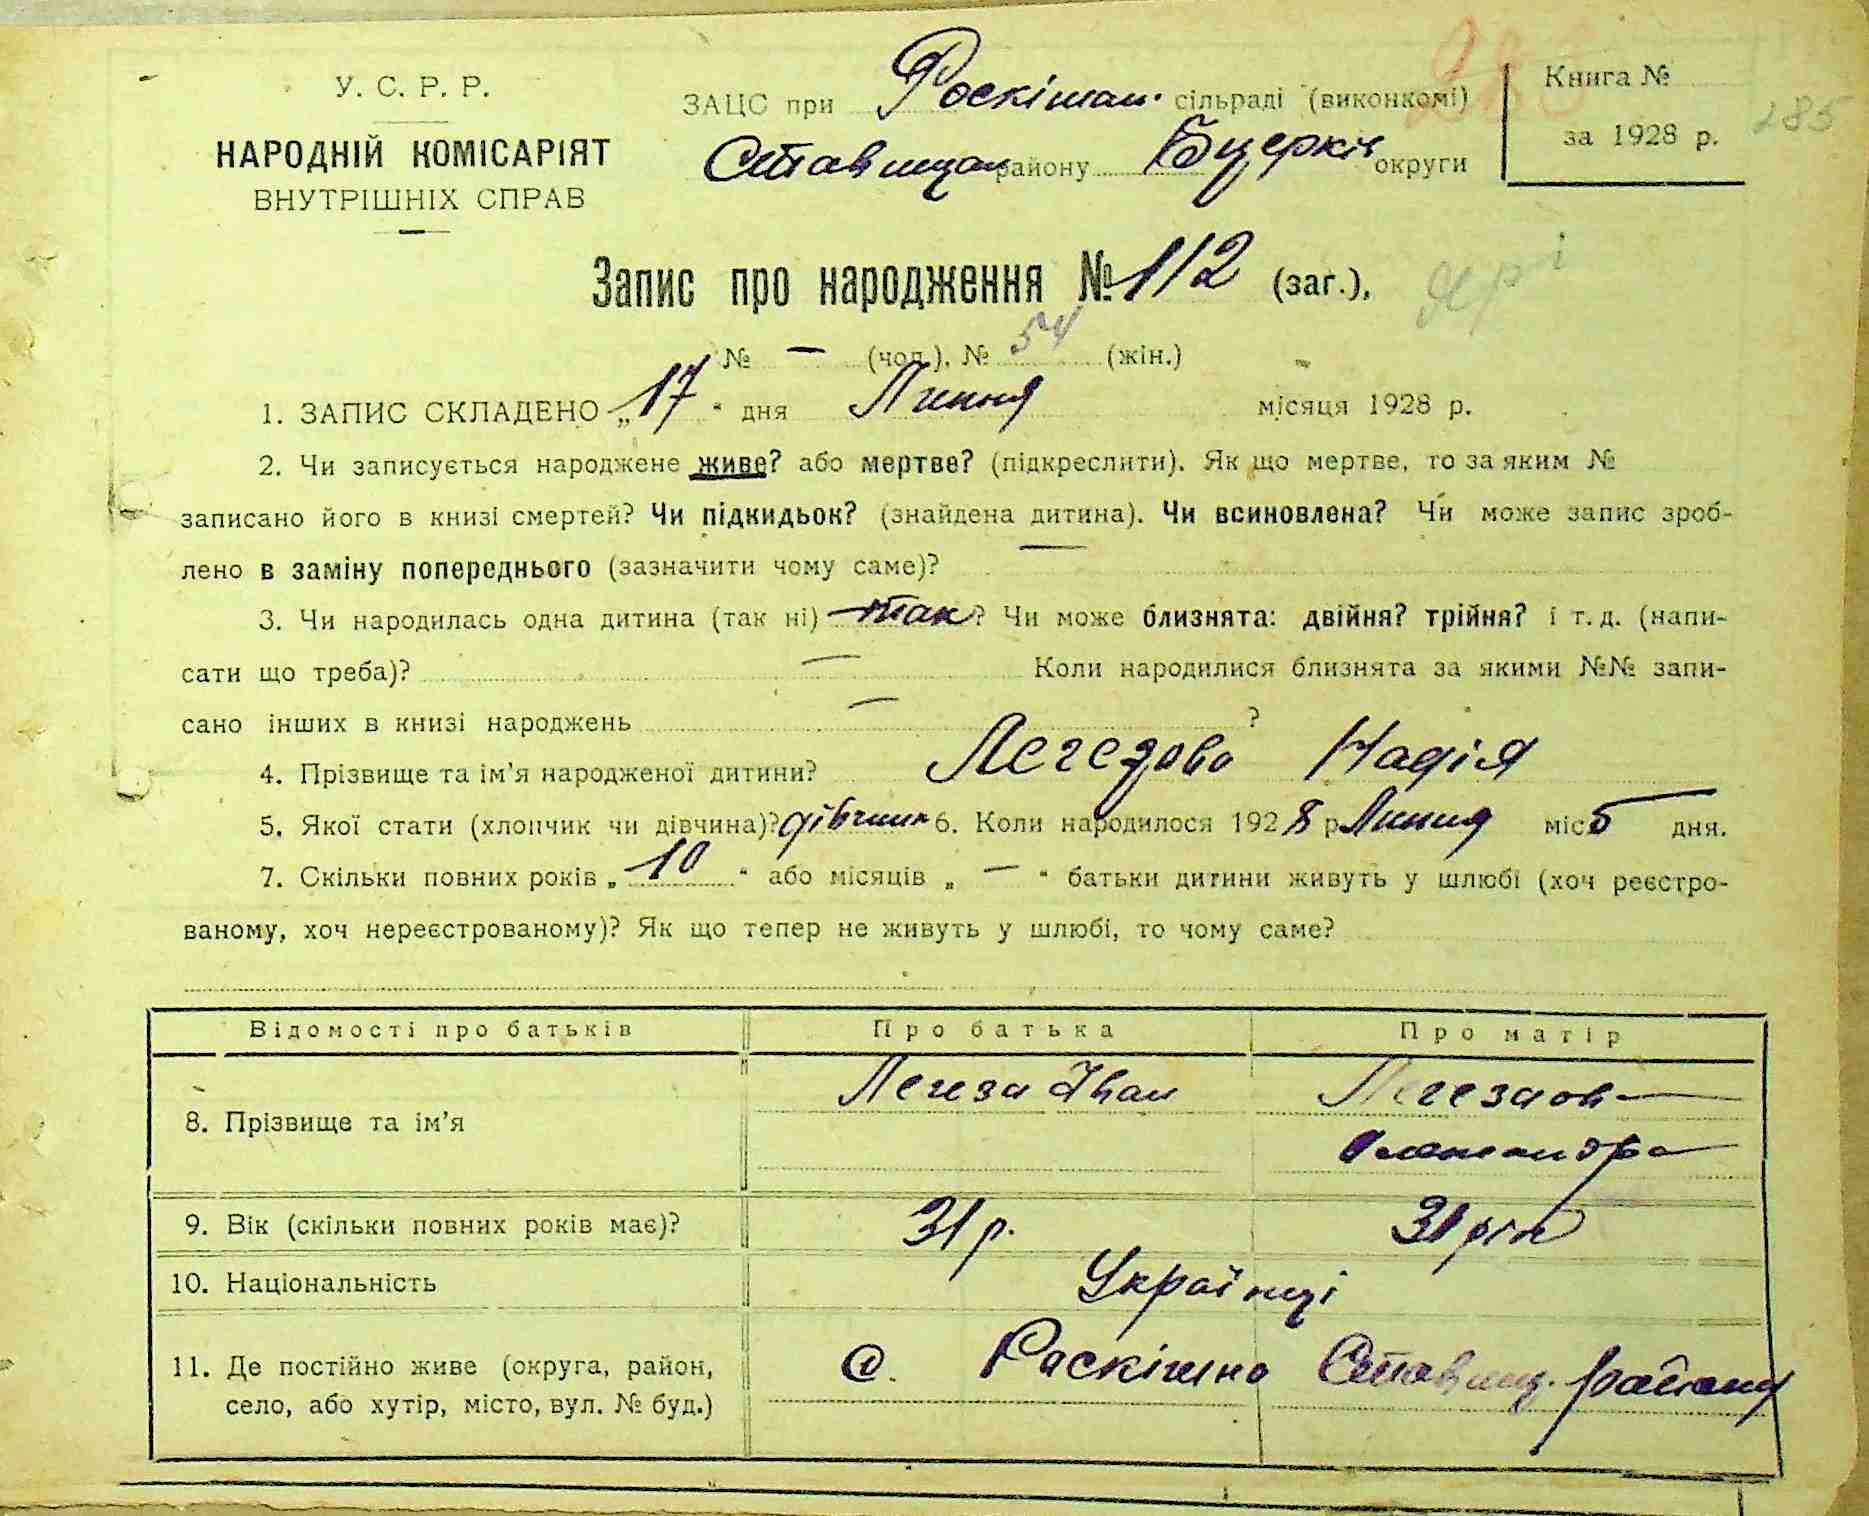 У. С. Р. Р.
НАРОДНІЙ КОМІСАРІЯТ
ВНУТРІШНІХ СПРАВ
ЗАЦС при Роскішан. сільраді (виконкомі)
Ставищан району Бцерків округи
Книга №
за 1928 р.
285
Запис про народження № 112 (заг.),
№ — (чол.), № 54 (жін.)
1. ЗАПИС СКЛАДЕНО „17" дня Липня місяця 1928 р.
2. Чи записується народжене живе? або мертве? (підкреслити). Як що мертве, то за яким №
записано його в книзі смертей? Чи підкидьок? (знайдена дитина). Чи всиновлена? Чи може запис зроб-
лено в заміну попереднього (зазначити чому саме)?
3. Чи народилась одна дитина (так ні) так? Чи може близнята: двійня? трійня? і т. д. (напи-
сати що треба)? — Коли народилися близнята за якими №№ запи-
сано інших в книзі народжень — ?
4. Прізвище та ім'я народженої дитини? Легезова Надія
5. Якої стати (хлопчик чи дівчина)? дівчина 6. Коли народилося 1928 р. Липня міс. 5 дня.
7. Скільки повних років „10" або місяців „—" батьки дитини живуть у шлюбі (хоч реєстро-
ваному, хоч нереєстрованому)? Як що тепер не живуть у шлюбі, то чому саме?
Відомості про батьків Про батька Про матір
8. Прізвище та ім'я Легеза Іван Легезаов
Олександра
9. Вік (скільки повних років має)? 31 р. 31 рік
10. Національність Українці
11. Де постійно живе (округа, район,
село, або хутір, місто, вул. № буд.) с. Раскішна Ставищ. району